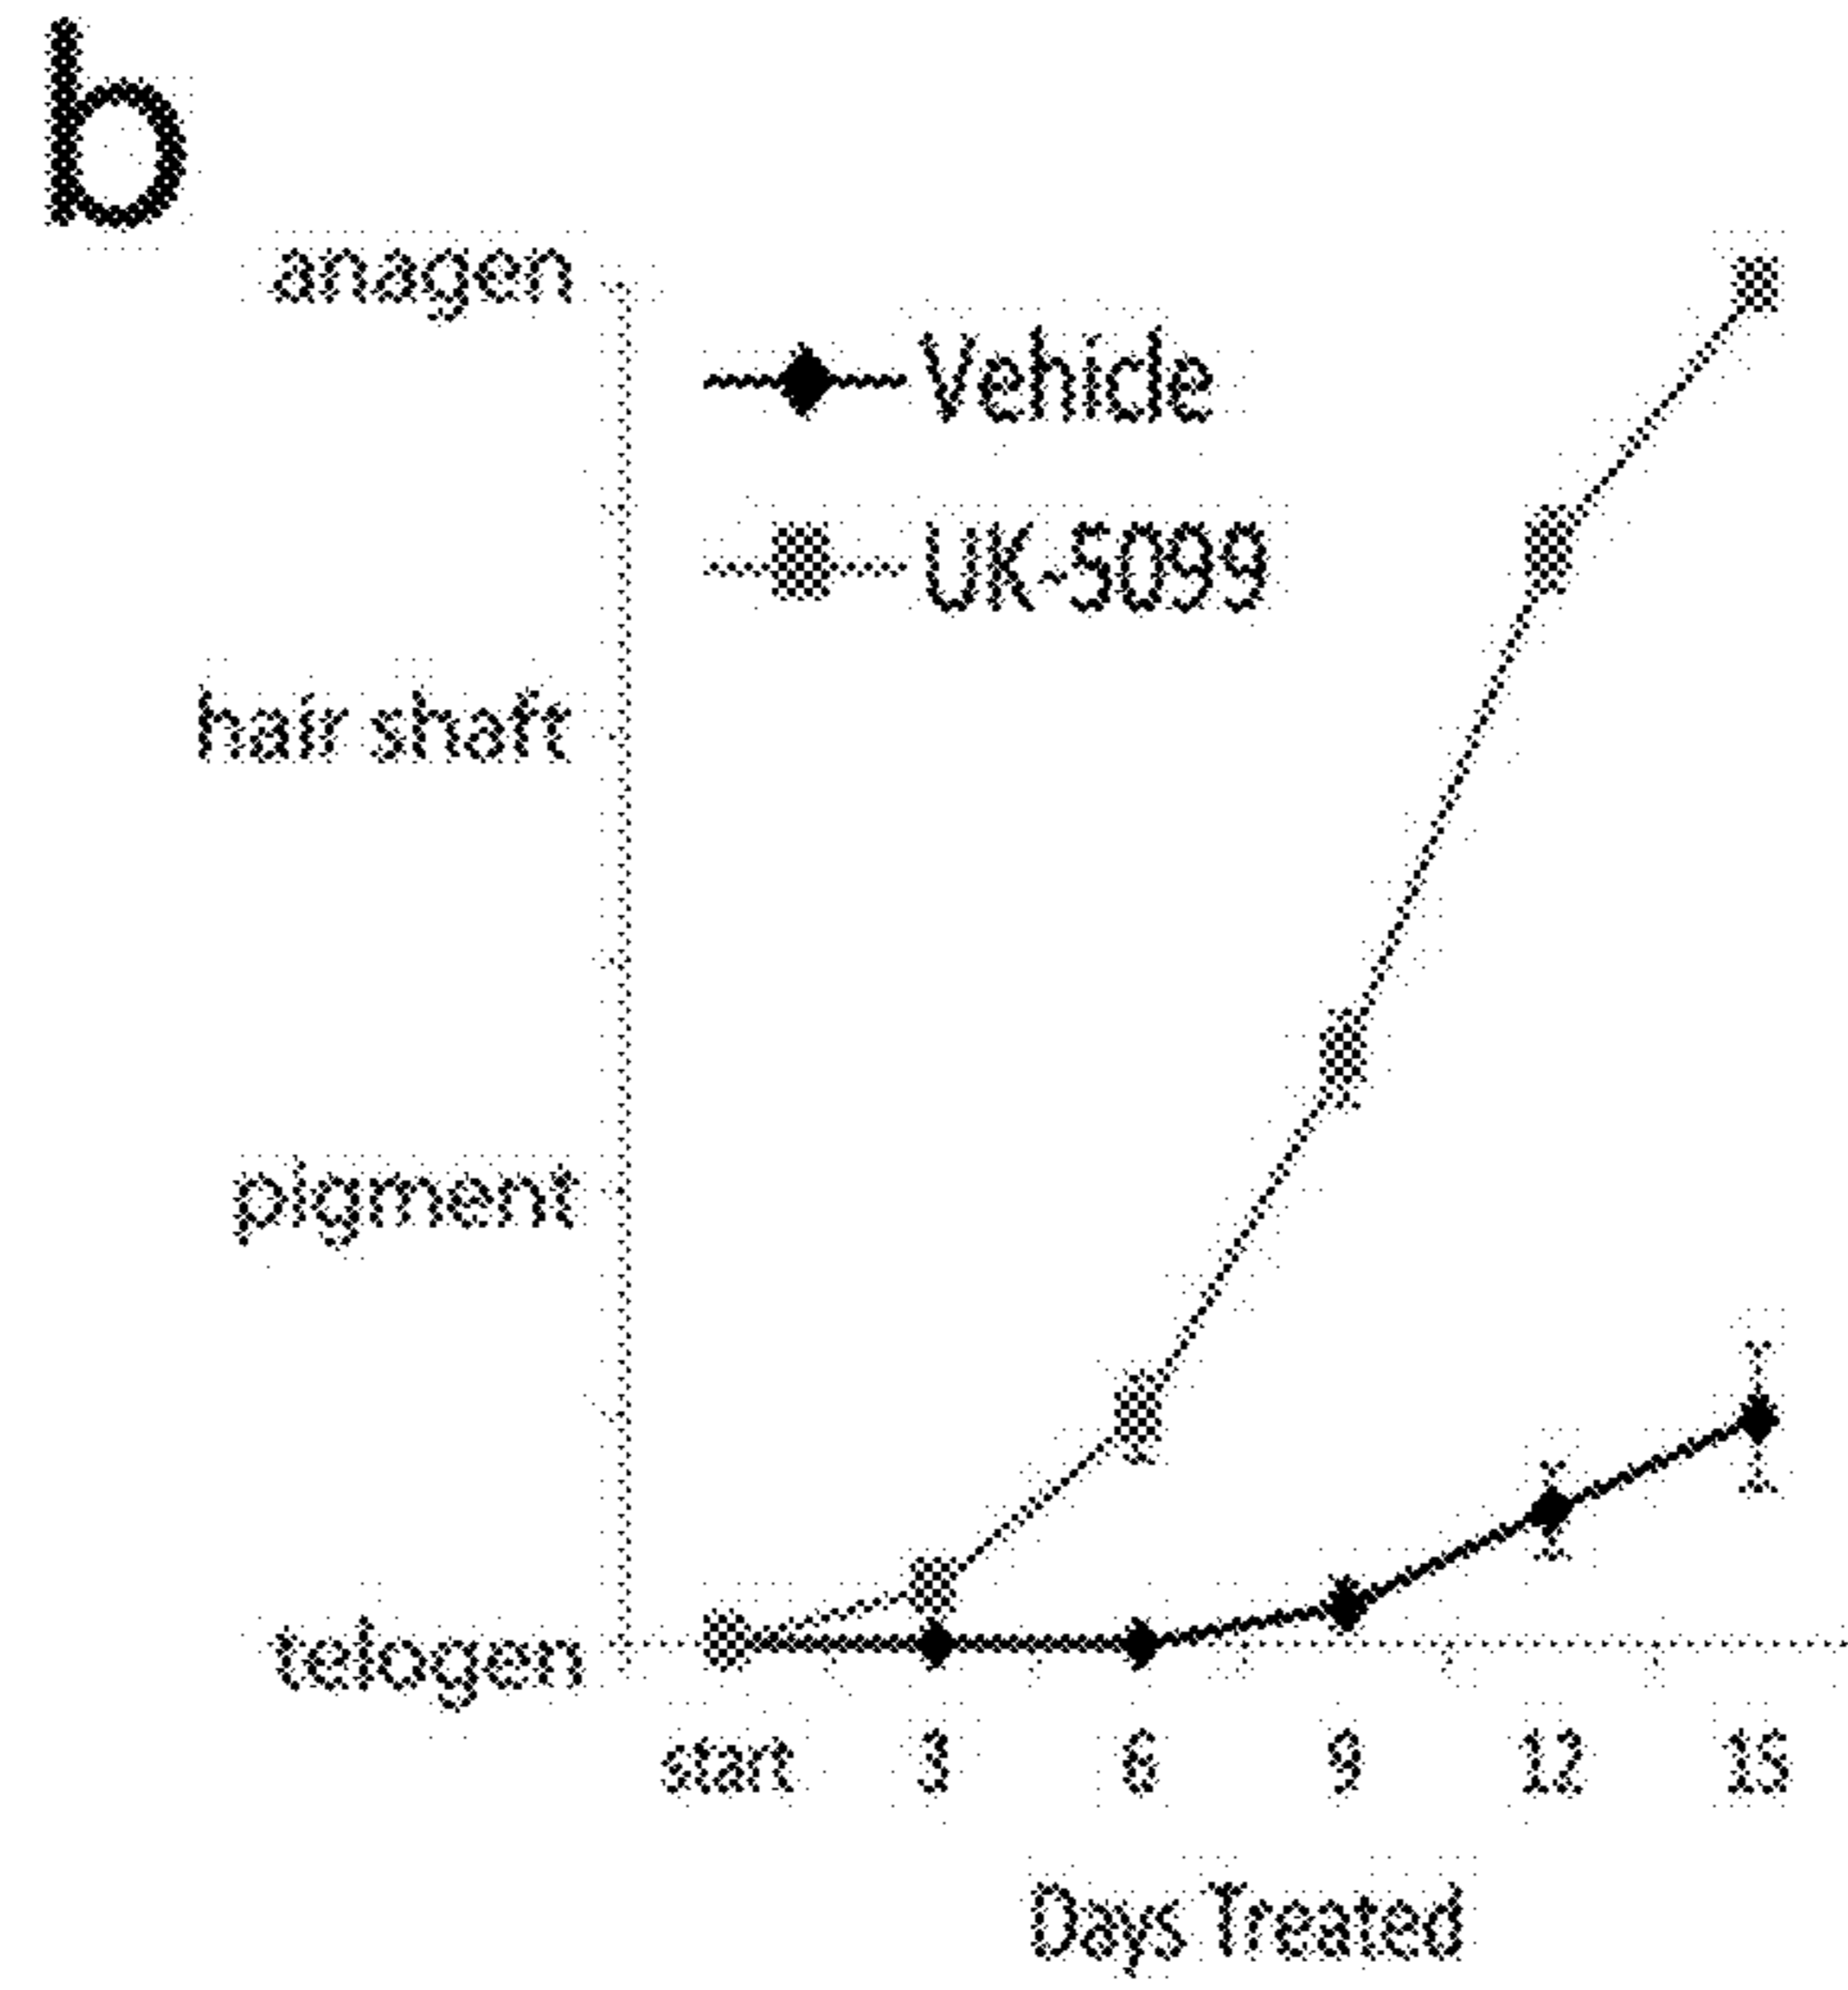 b
anagen
Vehicle
UK-5099
hair shaft
pigment
telogen
start 3 6 9 12 15
Days Treated